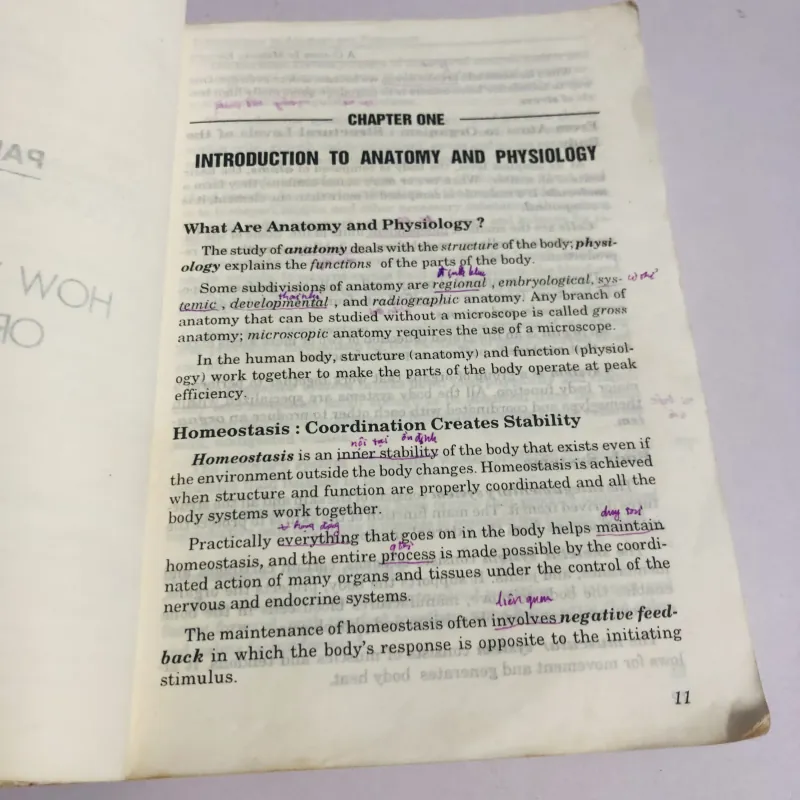 CHAPTER ONE
INTRODUCTION TO ANATOMY AND PHYSIOLOGY
What Are Anatomy and Physiology ?
The study of anatomy deals with the structure of the body; physi-
ology explains the functions of the parts of the body.
Some subdivisions of anatomy are regional , embryological, sys-
temic , developmental , and radiographic anatomy. Any branch of
anatomy that can be studied without a microscope is called gross
anatomy; microscopic anatomy requires the use of a microscope.
In the human body, structure (anatomy) and function (physiol-
ogy) work together to make the parts of the body operate at peak
efficiency.
Homeostasis : Coordination Creates Stability
nội tại ổn định
Homeostasis is an inner stability of the body that exists even if
the environment outside the body changes. Homeostasis is achieved
when structure and function are properly coordinated and all the
body systems work together.
duy trì
Practically everything that goes on in the body helps maintain
homeostasis, and the entire process is made possible by the coordi-
nated action of many organs and tissues under the control of the
nervous and endocrine systems.
liên quan
The maintenance of homeostasis often involves negative feed-
back in which the body's response is opposite to the initiating
stimulus.
11